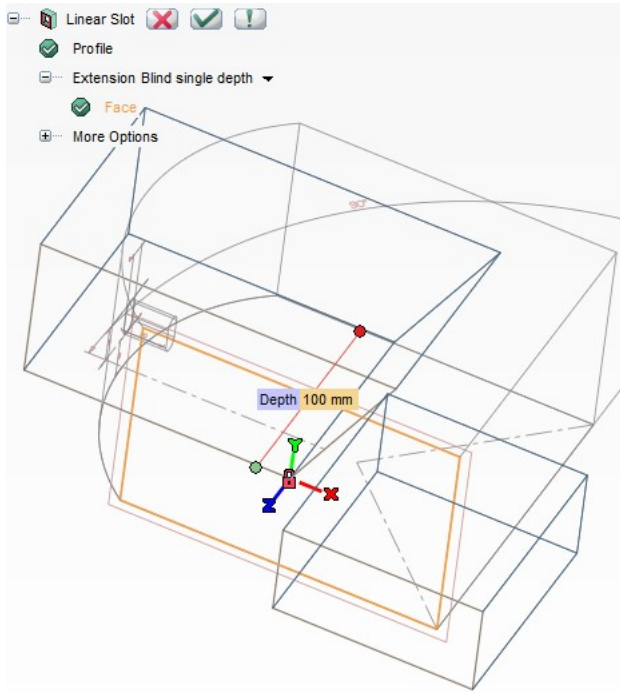 Linear Slot
Profile
Extension Blind single depth
Face
More Options
90°
Depth 100 mm
Y
X
Z